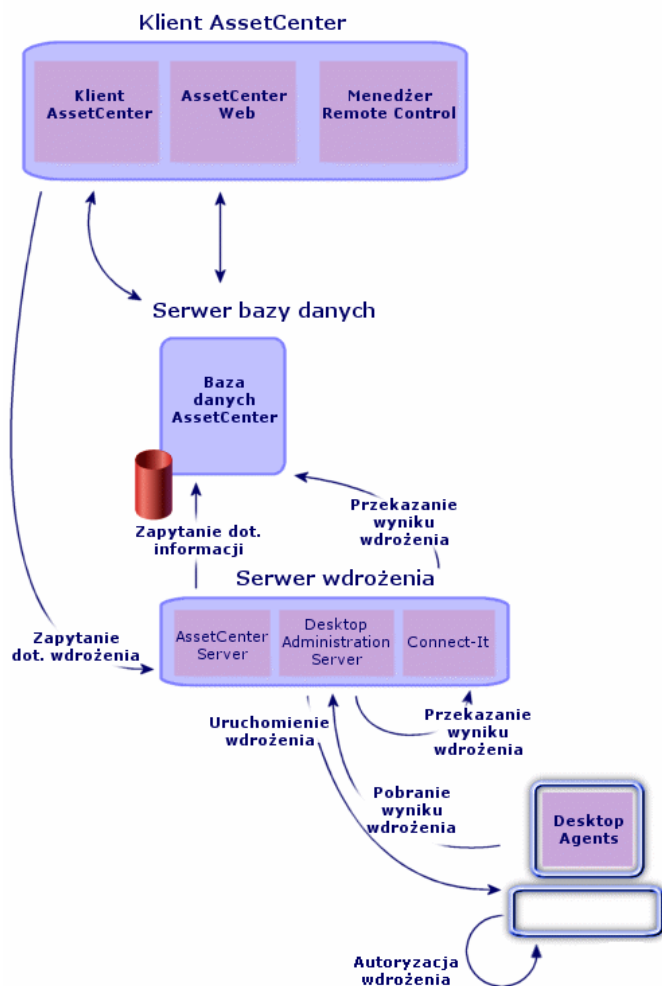 Klient AssetCenter
Klient
AssetCenter
AssetCenter
Web
Menedżer
Remote Control
Serwer bazy danych
Baza
danych
AssetCenter
Zapytanie dot.
informacji
Przekazanie
wyniku
wdrożenia
Serwer wdrożenia
AssetCenter
Server
Desktop
Administration
Server
Connect-It
Zapytanie
dot. wdrożenia
Uruchomienie
wdrożenia
Przekazanie
wyniku
wdrożenia
Pobranie
wyniku
wdrożenia
Desktop
Agents
Autoryzacja
wdrożenia